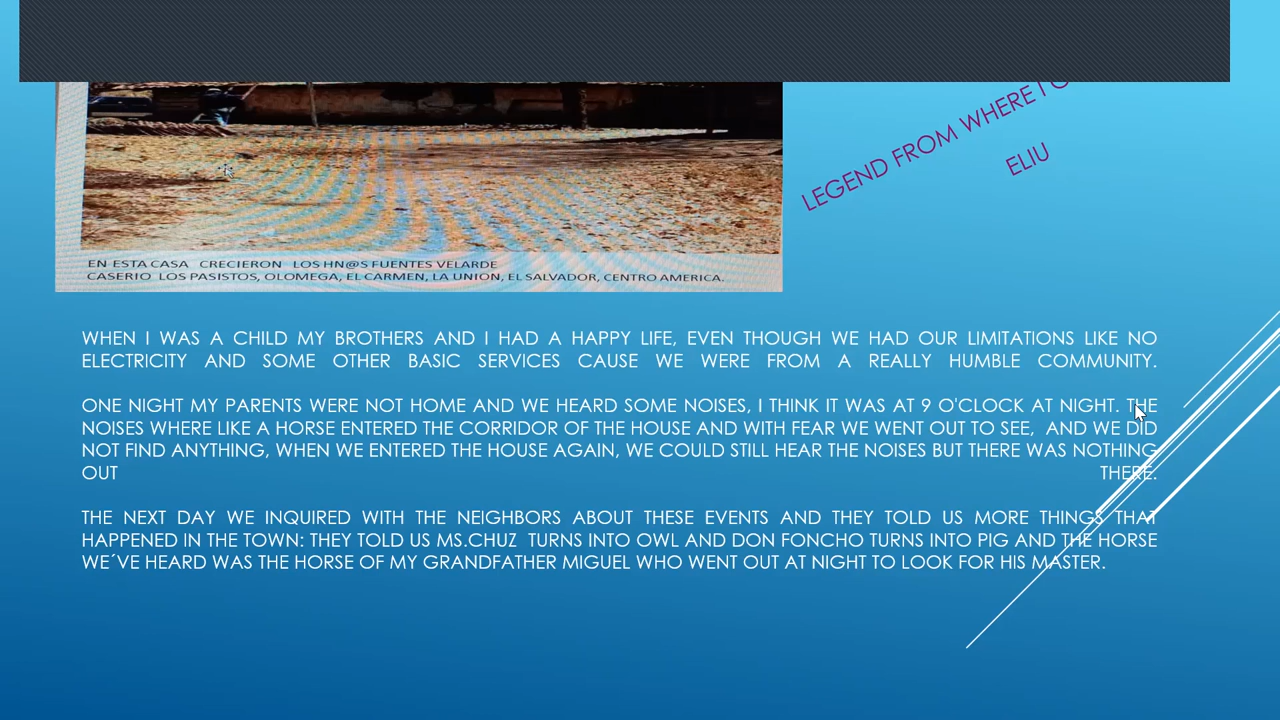 LEGEND FROM WHERE I
ELIU
EN ESTA CASA CRECIERON LOS HN@S FUENTES VELARDE
CASERIO LOS PASISTOS, OLOMEGA, EL CARMEN, LA UNION, EL SALVADOR, CENTRO AMERICA.
WHEN I WAS A CHILD MY BROTHERS AND I HAD A HAPPY LIFE, EVEN THOUGH WE HAD OUR LIMITATIONS LIKE NO
ELECTRICITY AND SOME OTHER BASIC SERVICES CAUSE WE WERE FROM A REALLY HUMBLE COMMUNITY.
ONE NIGHT MY PARENTS WERE NOT HOME AND WE HEARD SOME NOISES, I THINK IT WAS AT 9 O'CLOCK AT NIGHT. THE
NOISES WHERE LIKE A HORSE ENTERED THE CORRIDOR OF THE HOUSE AND WITH FEAR WE WENT OUT TO SEE, AND WE DID
NOT FIND ANYTHING, WHEN WE ENTERED THE HOUSE AGAIN, WE COULD STILL HEAR THE NOISES BUT THERE WAS NOTHING
OUT THERE.
THE NEXT DAY WE INQUIRED WITH THE NEIGHBORS ABOUT THESE EVENTS AND THEY TOLD US MORE THINGS THAT
HAPPENED IN THE TOWN: THEY TOLD US MS.CHUZ TURNS INTO OWL AND DON FONCHO TURNS INTO PIG AND THE HORSE
WE´VE HEARD WAS THE HORSE OF MY GRANDFATHER MIGUEL WHO WENT OUT AT NIGHT TO LOOK FOR HIS MASTER.